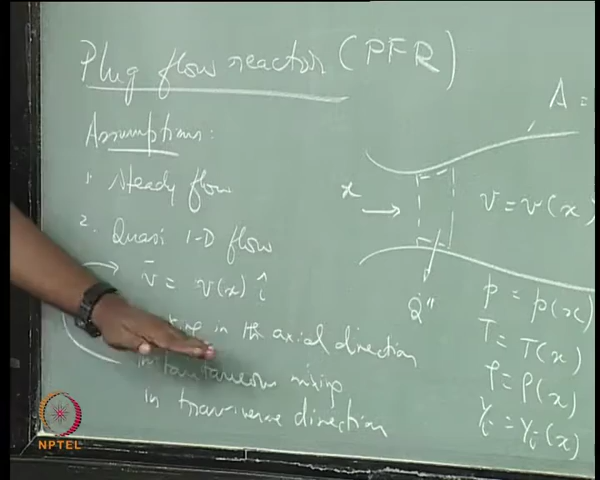 Plug flow reactor (PFR)
Assumptions:
1. Steady flow
2. Quasi 1-D flow
v̄ = v(x) î
in the axial direction
instantaneous mixing
in transverse direction
A =
x
v = v(x)
Q̇"
p = p(x)
T = T(x)
ρ = ρ(x)
Yᵢ = Yᵢ(x)
NPTEL